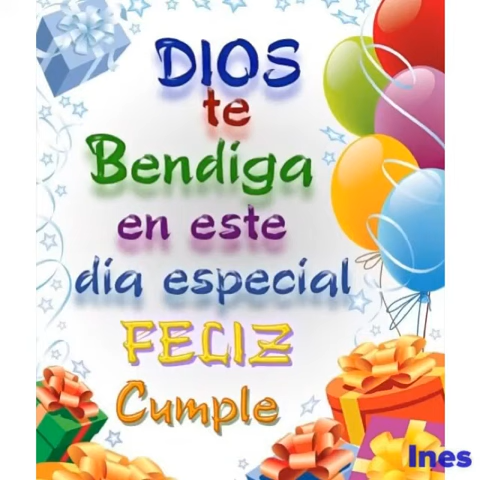 DIOS
te
Bendiga
en este
día especial
FELIZ
Cumple
Ines